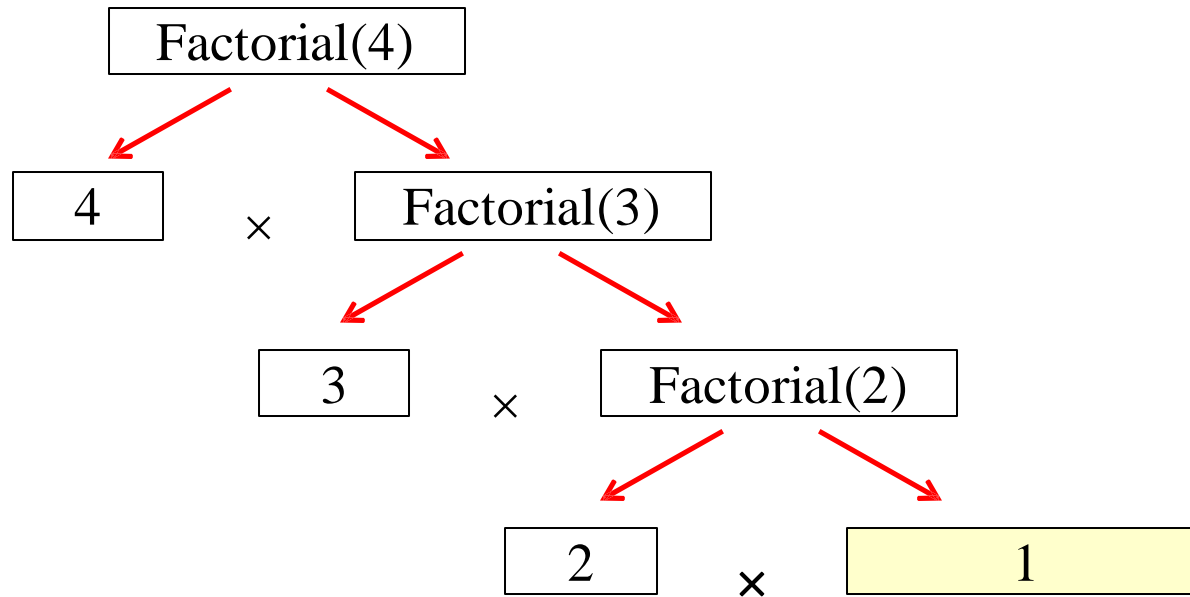 Factorial(4)
4 × Factorial(3)
3 × Factorial(2)
2 × 1